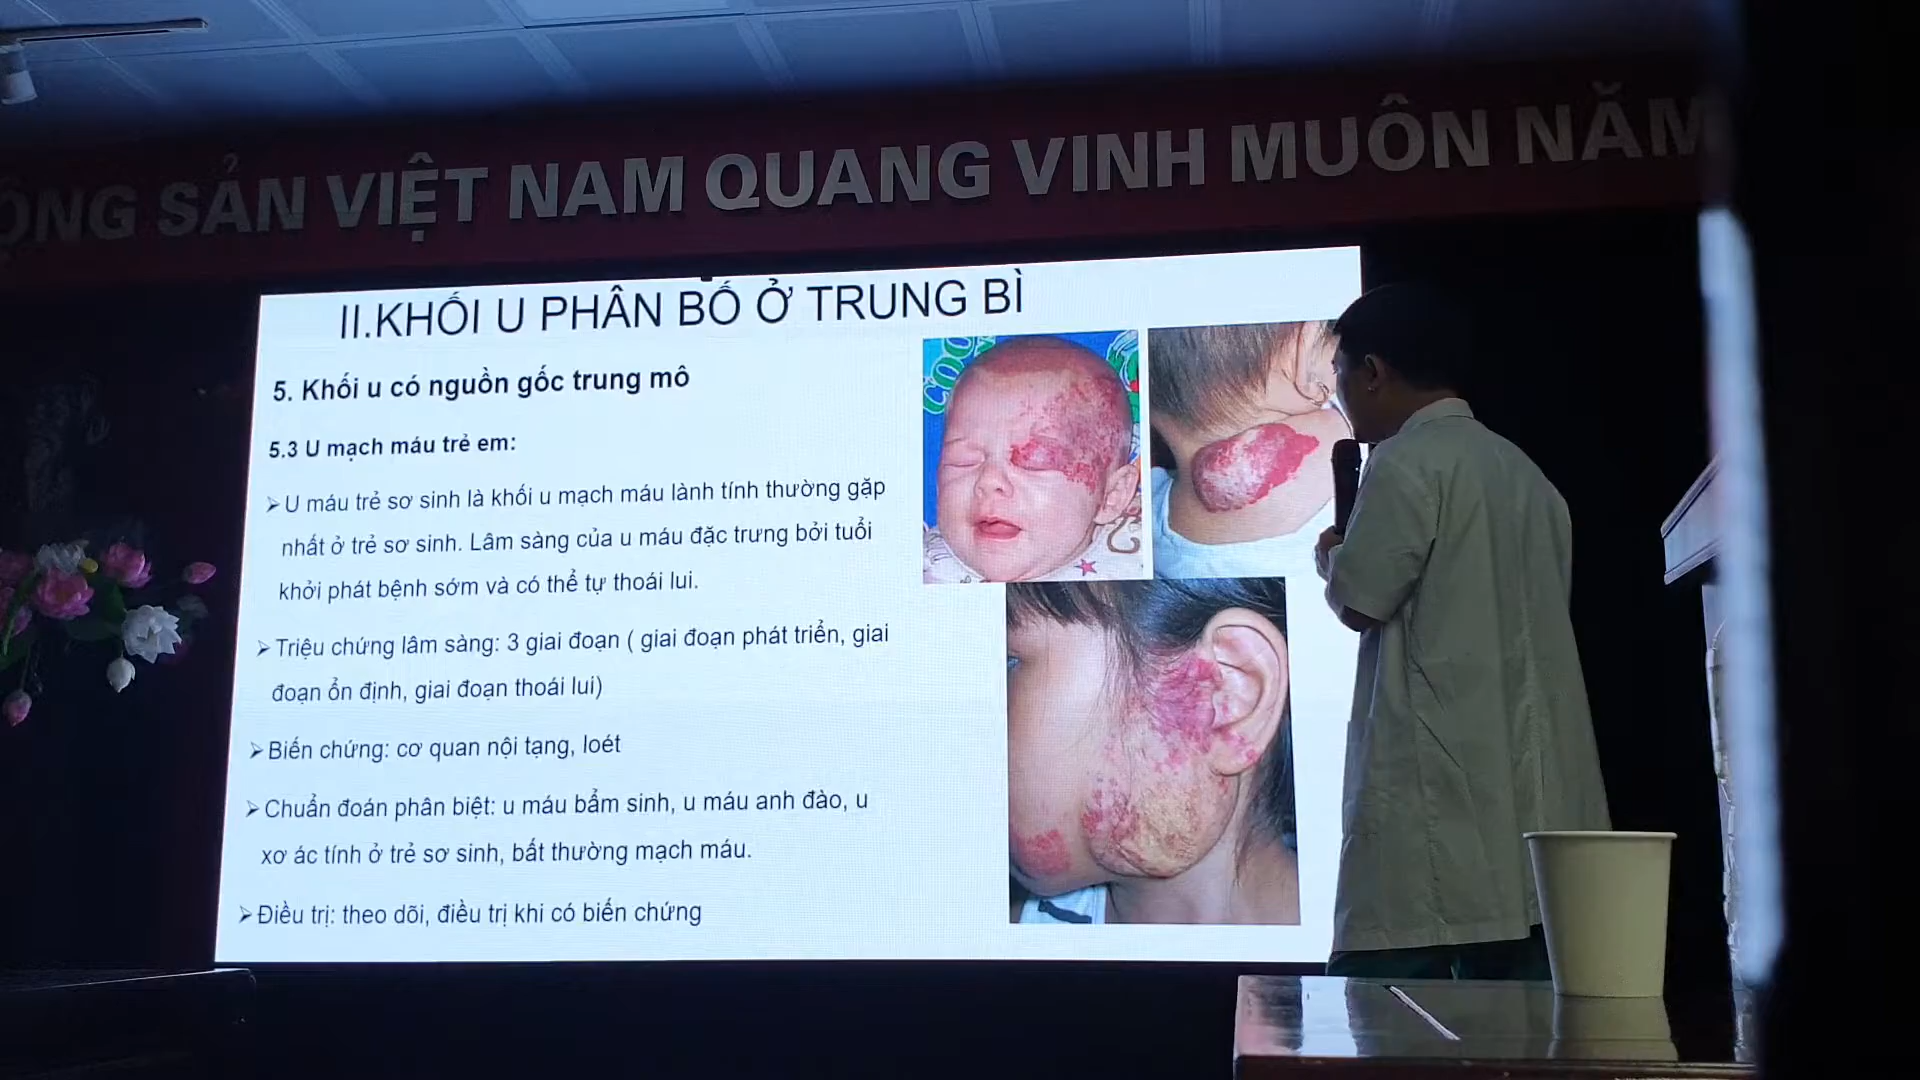 ỘNG SẢN VIỆT NAM QUANG VINH MUÔN NĂM
II.KHỐI U PHÂN BỐ Ở TRUNG BÌ
5. Khối u có nguồn gốc trung mô
5.3 U mạch máu trẻ em:
➢U máu trẻ sơ sinh là khối u mạch máu lành tính thường gặp
nhất ở trẻ sơ sinh. Lâm sàng của u máu đặc trưng bởi tuổi
khởi phát bệnh sớm và có thể tự thoái lui.
➢Triệu chứng lâm sàng: 3 giai đoạn ( giai đoạn phát triển, giai
đoạn ổn định, giai đoạn thoái lui)
➢Biến chứng: cơ quan nội tạng, loét
➢Chuẩn đoán phân biệt: u máu bẩm sinh, u máu anh đào, u
xơ ác tính ở trẻ sơ sinh, bất thường mạch máu.
➢Điều trị: theo dõi, điều trị khi có biến chứng